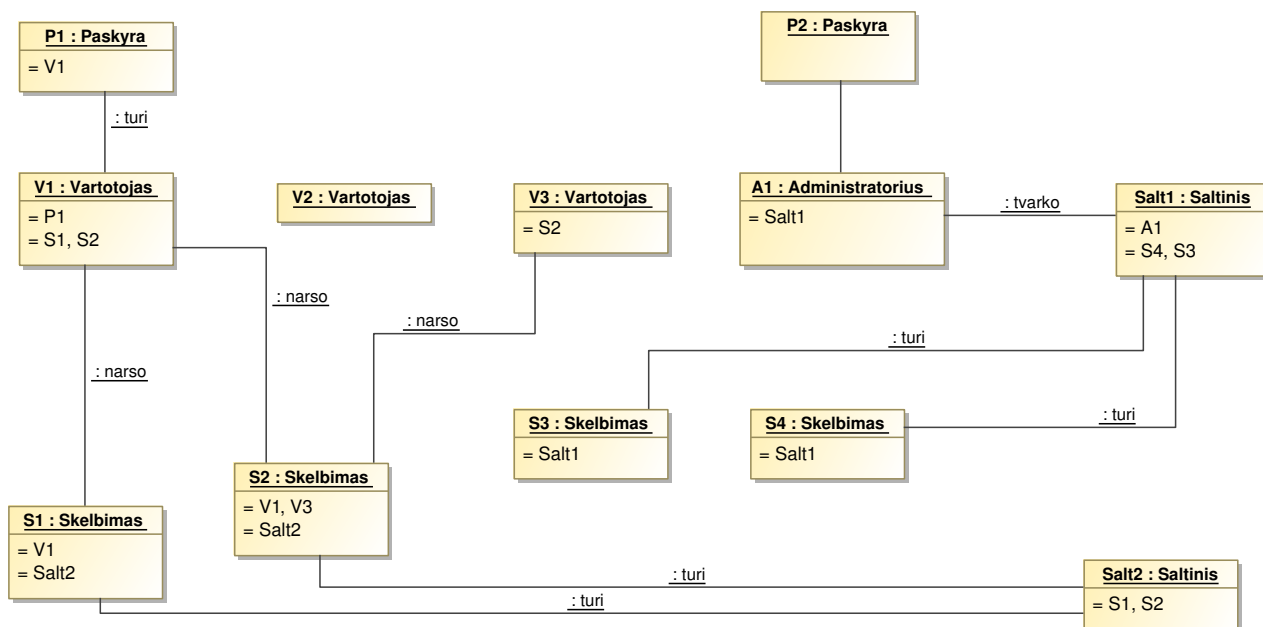 P1 : Paskyra
= V1
P2 : Paskyra
: turi
V1 : Vartotojas
= P1
= S1, S2
V2 : Vartotojas
V3 : Vartotojas
= S2
A1 : Administratorius
= Salt1
: tvarko
Salt1 : Saltinis
= A1
= S4, S3
: narso
: narso
: turi
: narso
S3 : Skelbimas
= Salt1
S4 : Skelbimas
= Salt1
: turi
S2 : Skelbimas
= V1, V3
= Salt2
S1 : Skelbimas
= V1
= Salt2
: turi
: turi
Salt2 : Saltinis
= S1, S2